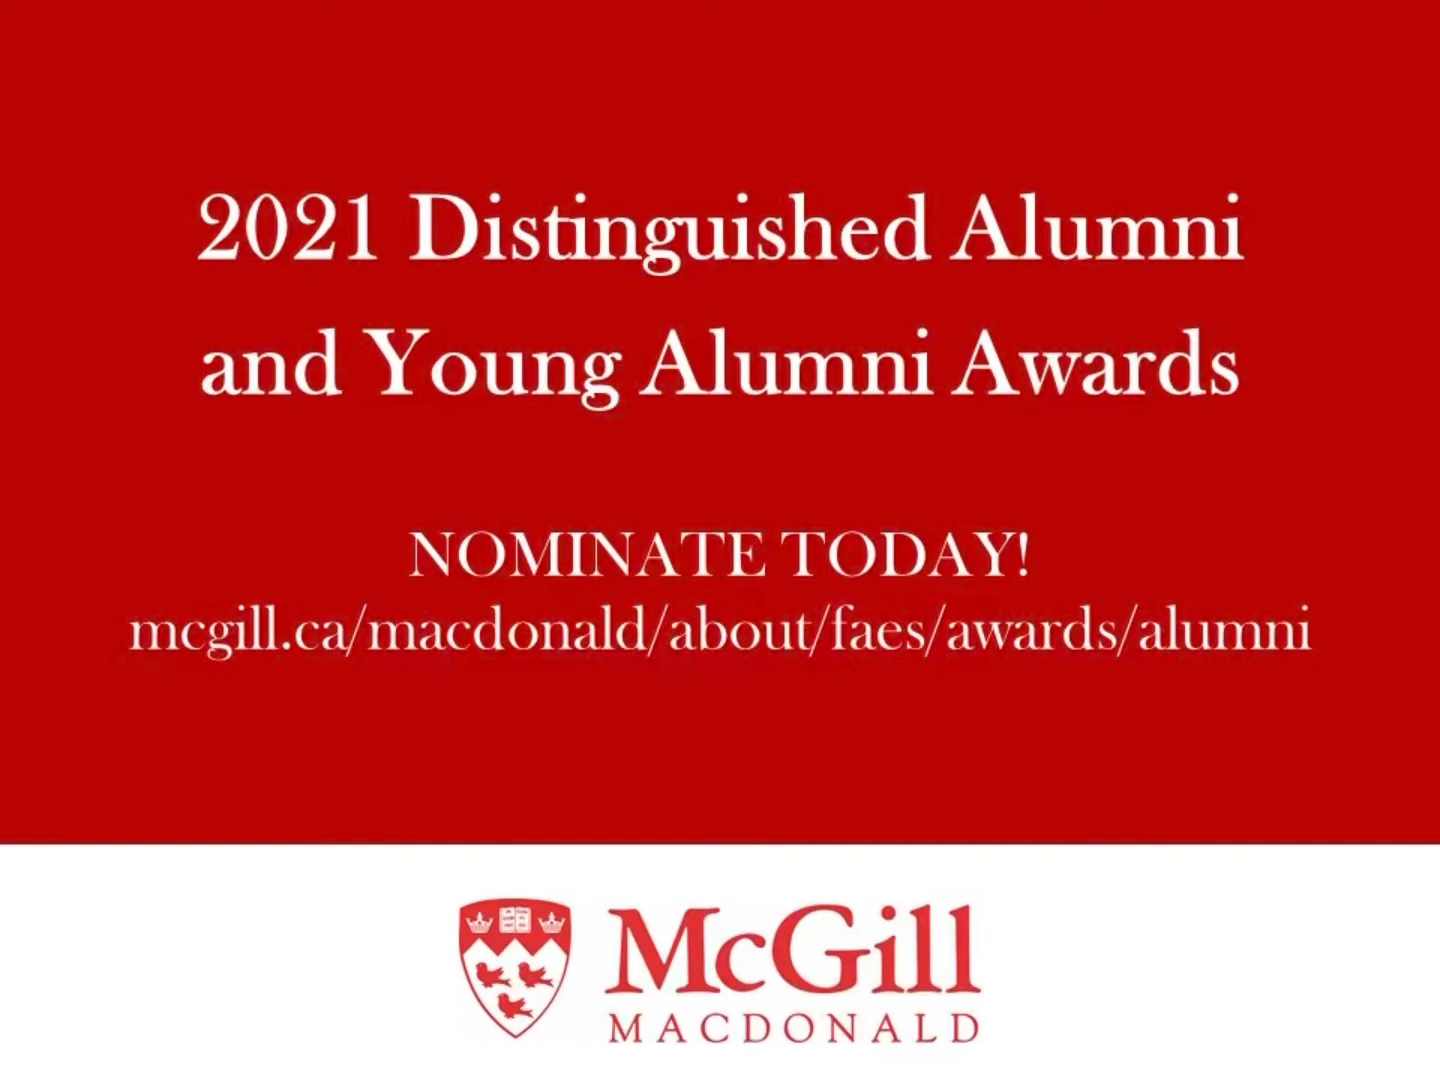 2021 Distinguished Alumni
and Young Alumni Awards
NOMINATE TODAY!
mcgill.ca/macdonald/about/faes/awards/alumni
McGill
MACDONALD